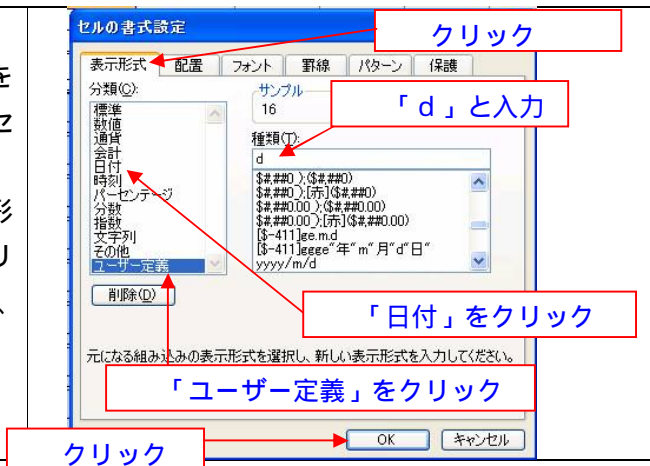 を
セ
形
リ
、
セルの書式設定
クリック
表示形式 配置 フォント 罫線 パターン 保護
分類(C):
標準
数値
通貨
会計
日付
時刻
パーセンテージ
分数
指数
文字列
その他
ユーザー定義
サンプル
16
「d」と入力
種類(T):
d
$#,##0_);($#,##0)
$#,##0_);[赤]($#,##0)
$#,##0.00_);($#,##0.00)
$#,##0.00_);[赤]($#,##0.00)
[$-411]ge.m.d
[$-411]ggge"年"m"月"d"日"
yyyy/m/d
削除(D)
「日付」をクリック
元になる組み込みの表示形式を選択し、新しい表示形式を入力してください。
「ユーザー定義」をクリック
クリック
OK キャンセル